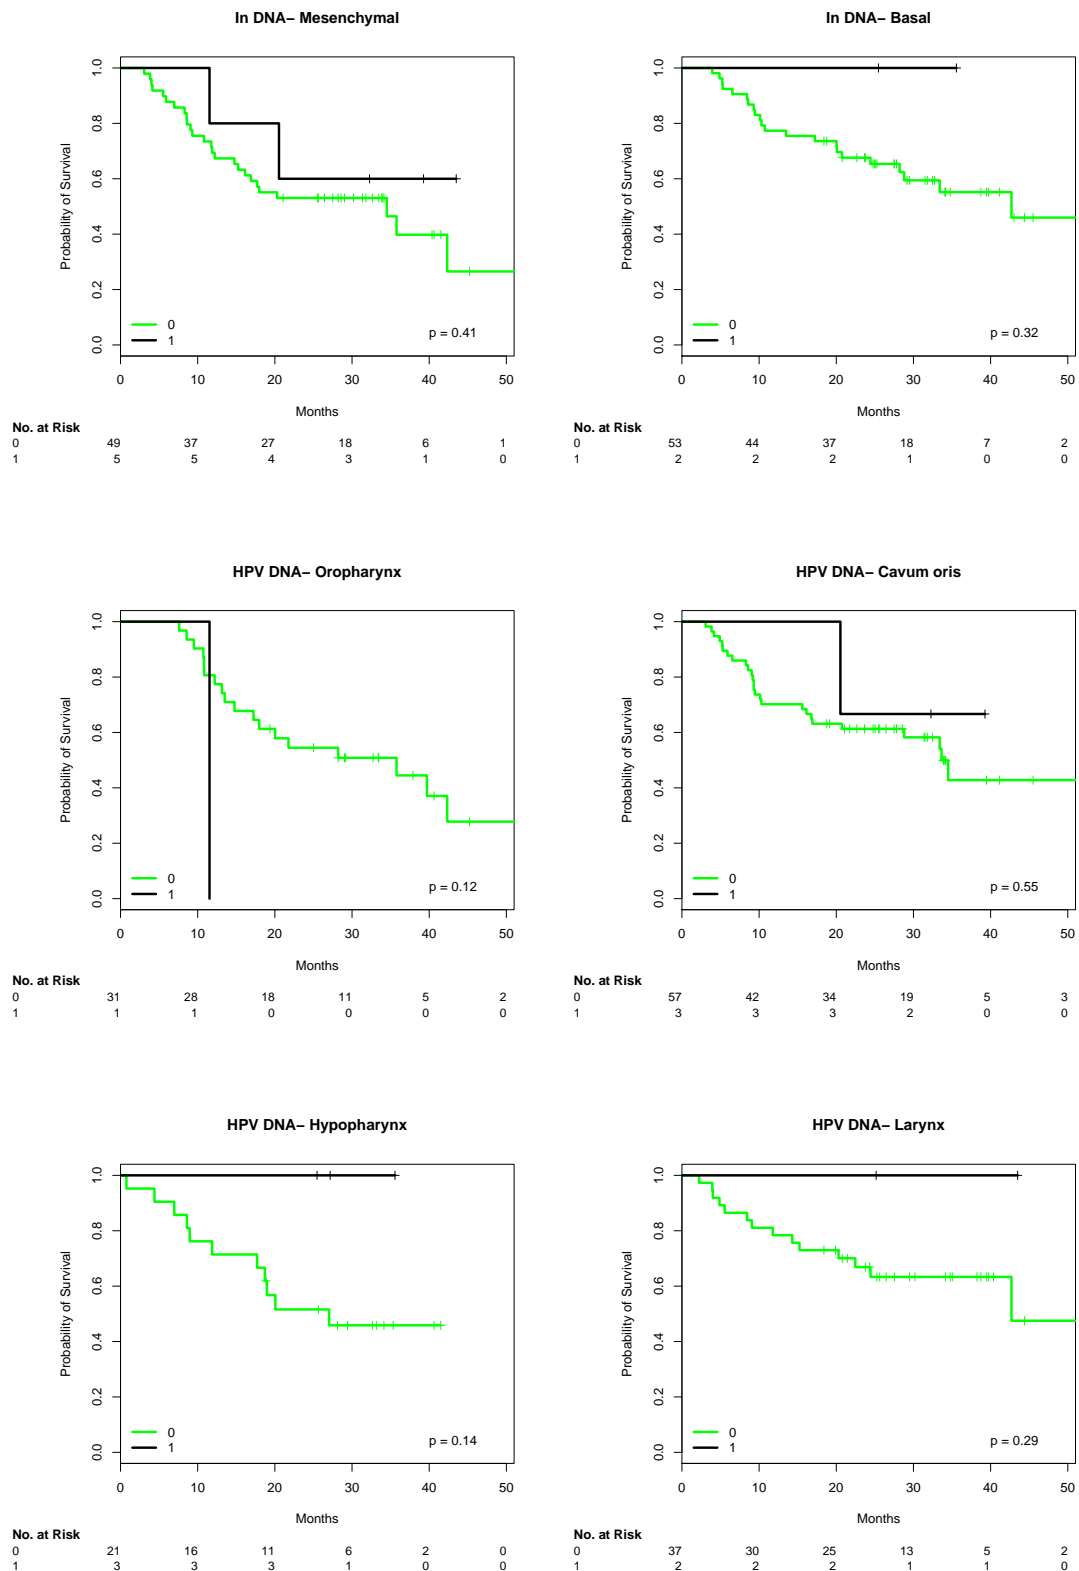 In DNA− Mesenchymal
Probability of Survival
1.0
0.8
0.6
0.4
0.2
0.0
0
1
p = 0.41
0 10 20 30 40 50
Months
No. at Risk
0 49 37 27 18 6 1
1 5 5 4 3 1 0
In DNA− Basal
Probability of Survival
1.0
0.8
0.6
0.4
0.2
0.0
0
1
p = 0.32
0 10 20 30 40 50
Months
No. at Risk
0 53 44 37 18 7 2
1 2 2 2 1 0 0
HPV DNA− Oropharynx
Probability of Survival
1.0
0.8
0.6
0.4
0.2
0.0
0
1
p = 0.12
0 10 20 30 40 50
Months
No. at Risk
0 31 28 18 11 5 2
1 1 1 0 0 0 0
HPV DNA− Cavum oris
Probability of Survival
1.0
0.8
0.6
0.4
0.2
0.0
0
1
p = 0.55
0 10 20 30 40 50
Months
No. at Risk
0 57 42 34 19 5 3
1 3 3 3 2 0 0
HPV DNA− Hypopharynx
Probability of Survival
1.0
0.8
0.6
0.4
0.2
0.0
0
1
p = 0.14
0 10 20 30 40 50
Months
No. at Risk
0 21 16 11 6 2 0
1 3 3 3 1 0 0
HPV DNA− Larynx
Probability of Survival
1.0
0.8
0.6
0.4
0.2
0.0
0
1
p = 0.29
0 10 20 30 40 50
Months
No. at Risk
0 37 30 25 13 5 2
1 2 2 2 1 1 0